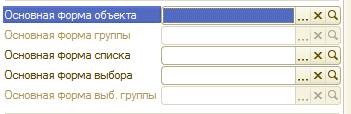 Основная форма объекта
Основная форма группы
Основная форма списка
Основная форма выбора
Основная форма выб. группы